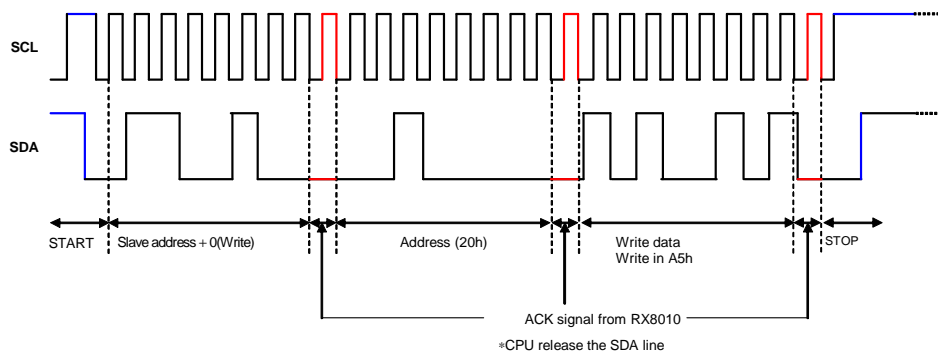 SCL
SDA
START
Slave address + 0(Write)
Address (20h)
Write data
Write in A5h
STOP
ACK signal from RX8010
*CPU release the SDA line